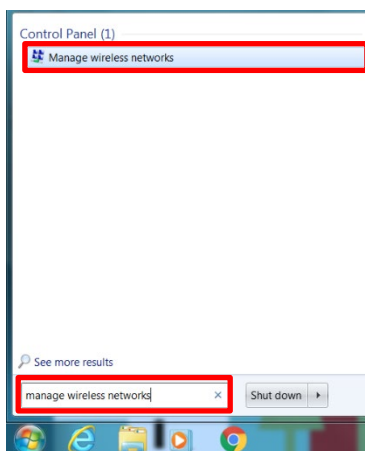 Control Panel (1)
Manage wireless networks
See more results
manage wireless networks
Shut down